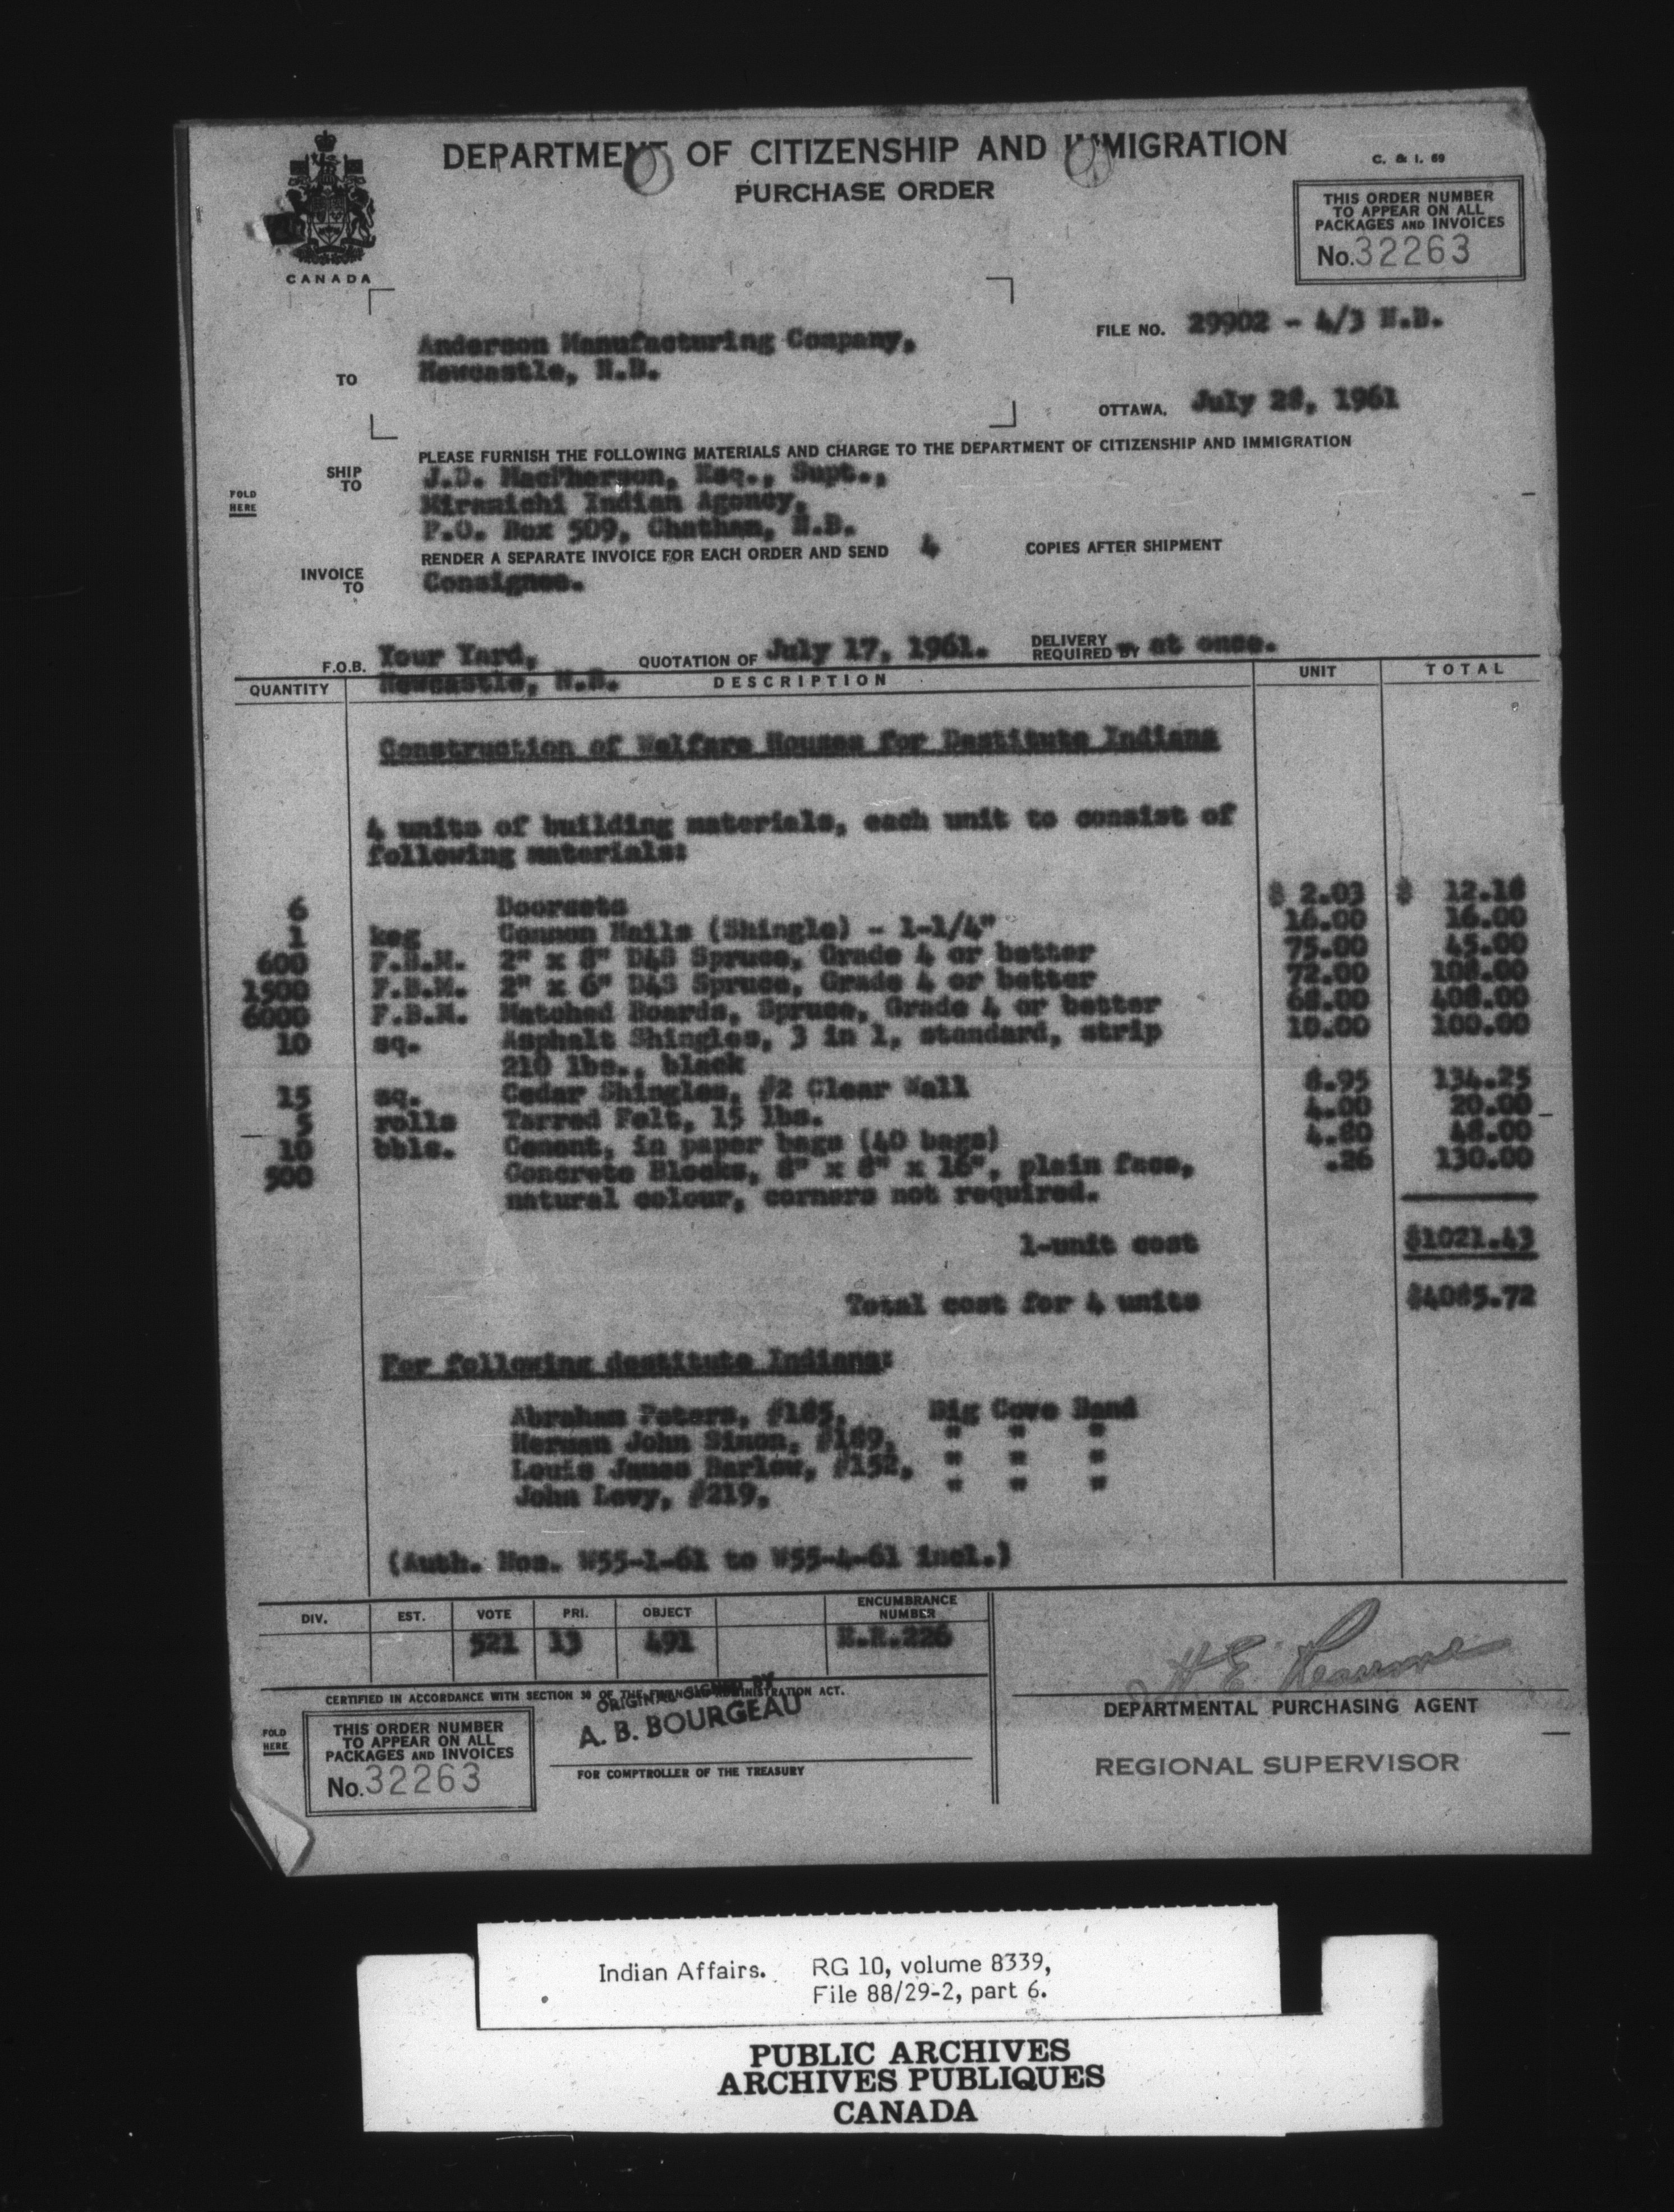 DEPARTMENT OF CITIZENSHIP AND IMMIGRATION
PURCHASE ORDER
C. & I. 69
THIS ORDER NUMBER
TO APPEAR ON ALL
PACKAGES AND INVOICES
No.32263
CANADA
FILE NO. 29902 - 4/3 N.B.
TO
Anderson Manufacturing Company,
Newcastle, N.B.
OTTAWA, July 28, 1961
PLEASE FURNISH THE FOLLOWING MATERIALS AND CHARGE TO THE DEPARTMENT OF CITIZENSHIP AND IMMIGRATION
SHIP
TO
J.D. MacPherson, Esq., Supt.,
Miramichi Indian Agency,
P.O. Box 509, Chatham, N.B.
FOLD
HERE
RENDER A SEPARATE INVOICE FOR EACH ORDER AND SEND 4 COPIES AFTER SHIPMENT
INVOICE
TO
Consignee.
F.O.B. Your Yard,
Newcastle, N.B.
QUOTATION OF July 17, 1961.
DELIVERY
REQUIRED BY - at once.
QUANTITY DESCRIPTION UNIT TOTAL
Construction of Welfare Houses for Destitute Indians
4 units of building materials, each unit to consist of
following materials:
6 Doorsets $ 2.03 $ 12.18
1 keg Common Nails (Shingle) - 1-1/4" 16.00 16.00
600 F.B.M. 2" x 8" D4S Spruce, Grade 4 or better 75.00 45.00
1500 F.B.M. 2" x 6" D4S Spruce, Grade 4 or better 72.00 108.00
6000 F.B.M. Matched Boards, Spruce, Grade 4 or better 68.00 408.00
10 sq. Asphalt Shingles, 3 in 1, standard, strip 10.00 100.00
210 lbs., black
15 sq. Cedar Shingles, #2 Clear Wall 8.95 134.25
5 rolls Tarred Felt, 15 lbs. 4.00 20.00
10 bbls. Cement, in paper bags (40 bags) 4.80 48.00
500 Concrete Blocks, 8" x 8" x 16", plain face, .26 130.00
natural colour, corners not required.
1-unit cost $1021.43
Total cost for 4 units $4085.72
For following destitute Indians:
Abraham Peters, #185, Big Cove Band
Herman John Simon, #189, " " "
Louis James Barlow, #152, " " "
John Levy, #219, " " "
(Auth. Nos. W55-1-61 to W55-4-61 incl.)
DIV. EST. VOTE PRI. OBJECT ENCUMBRANCE
NUMBER
521 13 491 R.R.226
CERTIFIED IN ACCORDANCE WITH SECTION 30 OF THE FINANCIAL ADMINISTRATION ACT.
ORIGINAL SIGNED BY
A. B. BOURGEAU
FOR COMPTROLLER OF THE TREASURY
H E
DEPARTMENTAL PURCHASING AGENT
REGIONAL SUPERVISOR
FOLD
HERE
THIS ORDER NUMBER
TO APPEAR ON ALL
PACKAGES AND INVOICES
No.32263
Indian Affairs. RG 10, volume 8339,
File 88/29-2, part 6.
PUBLIC ARCHIVES
ARCHIVES PUBLIQUES
CANADA